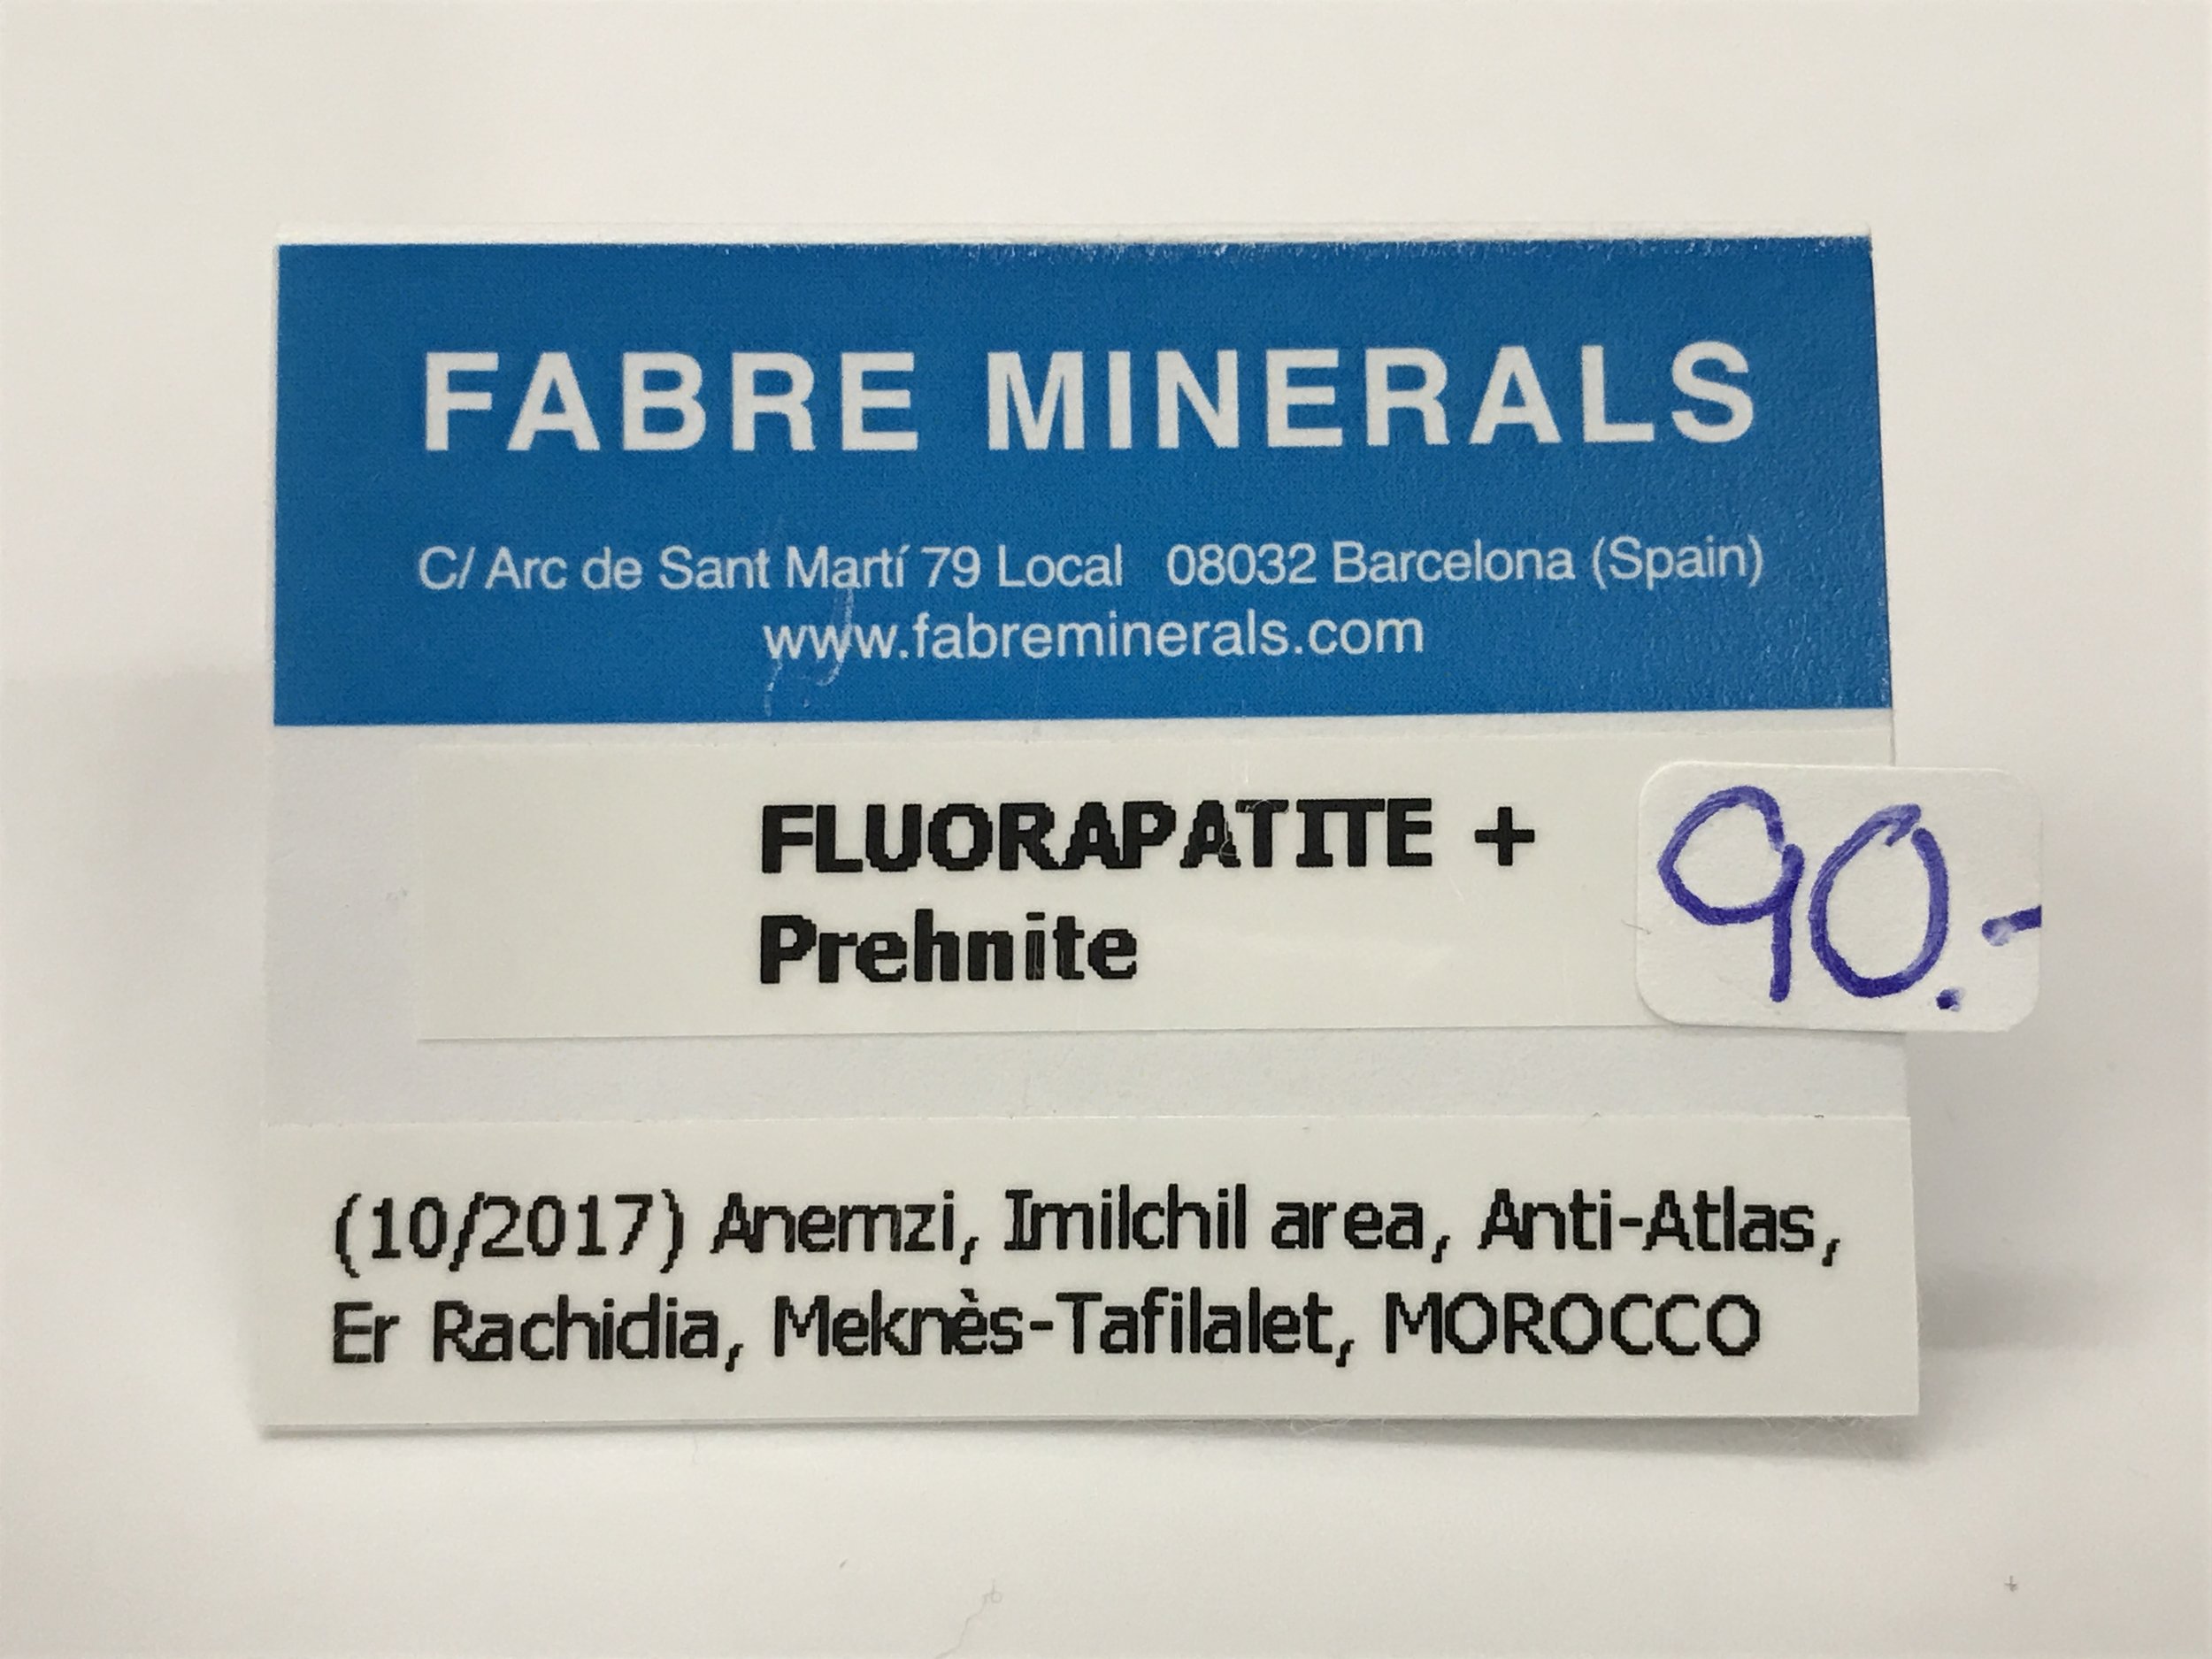 FABRE MINERALS
C/ Arc de Sant Martí 79 Local 08032 Barcelona (Spain)
www.fabreminerals.com
FLUORAPATITE +
Prehnite
90.-
(10/2017) Anemzi, Imilchil area, Anti-Atlas,
Er Rachidia, Meknès-Tafilalet, MOROCCO